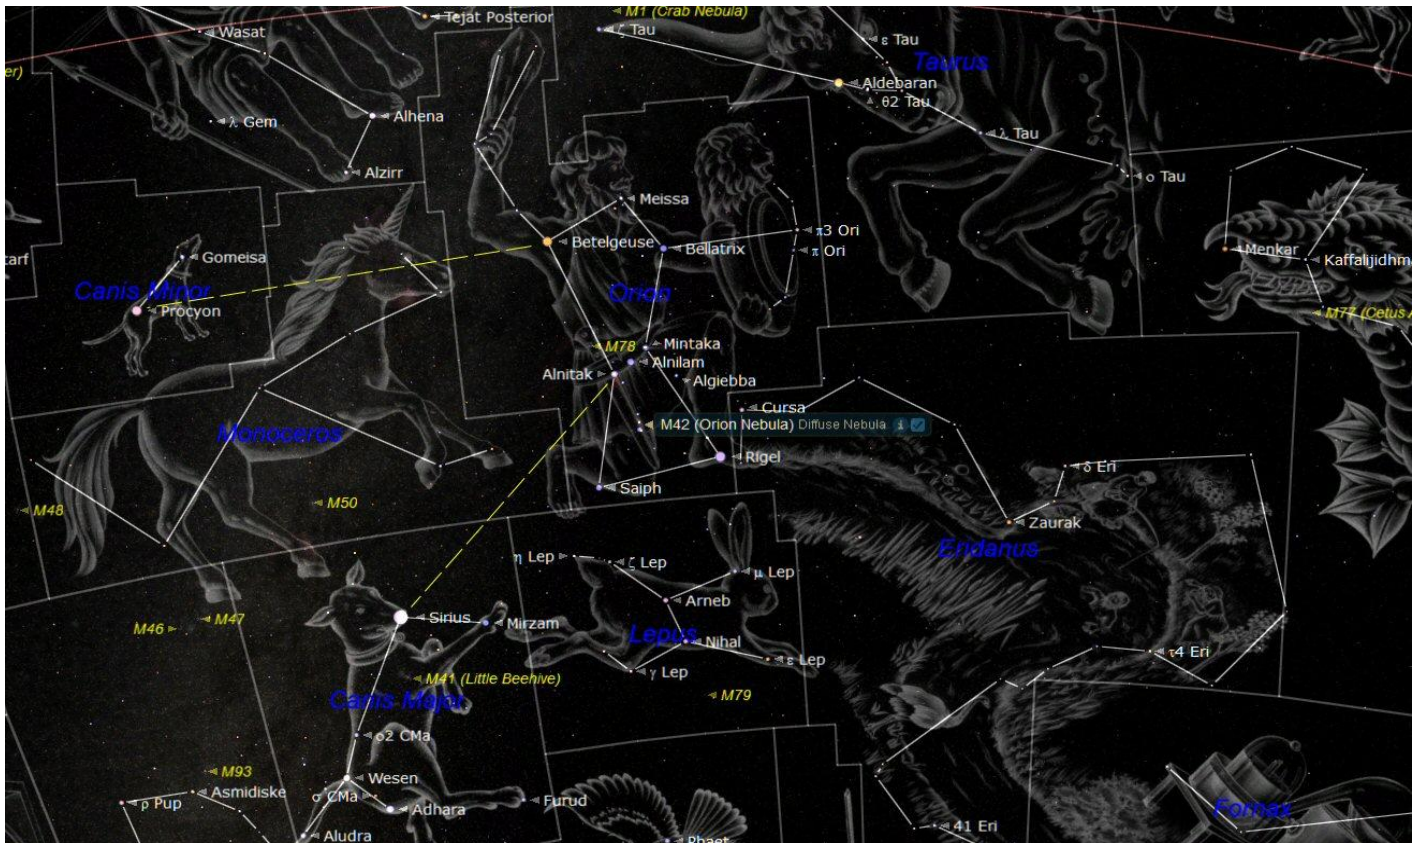 Tejat Posterior
M1 (Crab Nebula)
Wasat
ζ Tau
ε Tau
Taurus
er)
Aldebaran
θ2 Tau
λ Gem
Alhena
λ Tau
Alzirr
ο Tau
Meissa
π3 Ori
Betelgeuse
Bellatrix
π Ori
Menkar
Kaffaljidhma
tarf
Gomeisa
Canis Minor
Orion
Procyon
M77 (Cetus A
M78
Mintaka
Alnilam
Alnitak
Algiebba
Cursa
M42 (Orion Nebula) Diffuse Nebula
Monoceros
Rigel
δ Eri
Saiph
M50
M48
Zaurak
Eridanus
η Lep
ζ Lep
μ Lep
Arneb
Sirius
Mirzam
M47
M46
Lepus
Nihal
τ4 Eri
ε Lep
γ Lep
M41 (Little Beehive)
Canis Major
M79
ο2 CMa
M93
Wesen
Asmidiske
σ CMa
ρ Pup
Adhara
Furud
Fornax
Aludra
41 Eri
Phaet